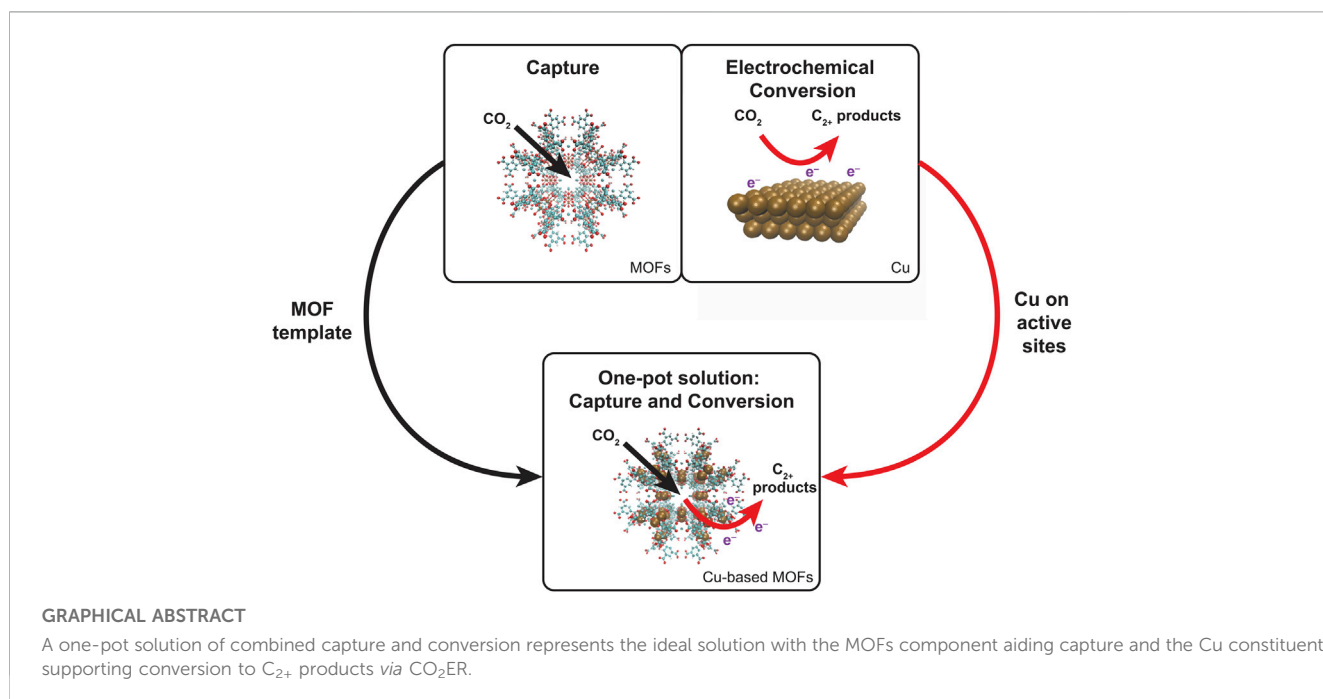 Capture
CO₂
MOFs
Electrochemical
Conversion
CO₂
C₂₊ products
e⁻
e⁻
e⁻
Cu
MOF
template
Cu on
active
sites
One-pot solution:
Capture and Conversion
CO₂
C₂₊
products
e⁻
e⁻
e⁻
Cu-based MOFs
GRAPHICAL ABSTRACT
A one-pot solution of combined capture and conversion represents the ideal solution with the MOFs component aiding capture and the Cu constituent
supporting conversion to C₂₊ products via CO₂ER.